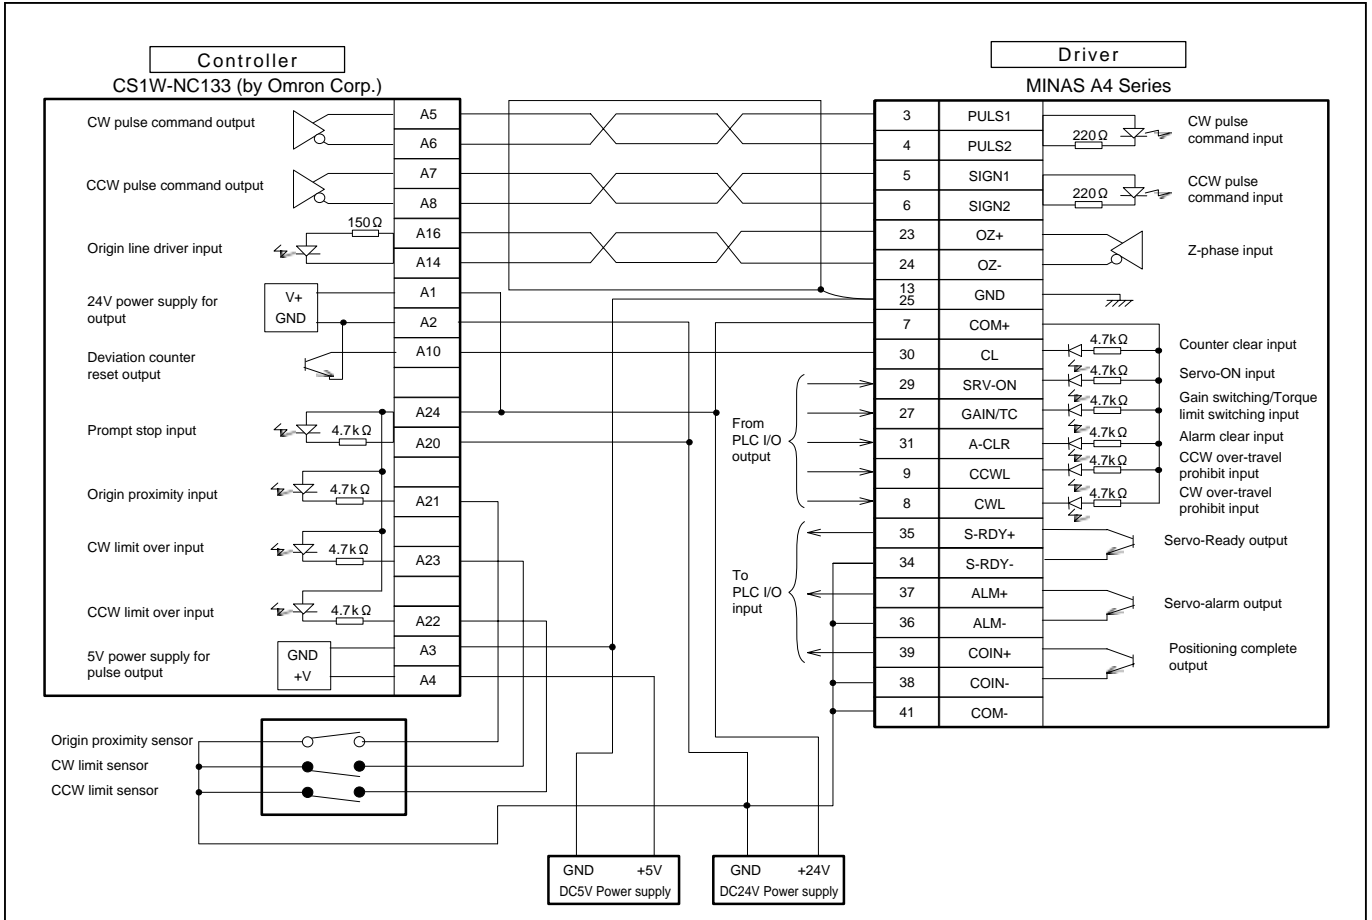 Controller
CS1W-NC133 (by Omron Corp.)
CW pulse command output
CCW pulse command output
Origin line driver input
150Ω
24V power supply for
output
V+
GND
Deviation counter
reset output
Prompt stop input
4.7kΩ
Origin proximity input
4.7kΩ
CW limit over input
4.7kΩ
CCW limit over input
4.7kΩ
5V power supply for
pulse output
GND
+V
A5
A6
A7
A8
A16
A14
A1
A2
A10
A24
A20
A21
A23
A22
A3
A4
Origin proximity sensor
CW limit sensor
CCW limit sensor
GND +5V
DC5V Power supply
GND +24V
DC24V Power supply
From
PLC I/O
output
To
PLC I/O
input
Driver
MINAS A4 Series
3 PULS1
4 PULS2
5 SIGN1
6 SIGN2
23 OZ+
24 OZ-
13
25 GND
7 COM+
30 CL
29 SRV-ON
27 GAIN/TC
31 A-CLR
9 CCWL
8 CWL
35 S-RDY+
34 S-RDY-
37 ALM+
36 ALM-
39 COIN+
38 COIN-
41 COM-
220Ω
CW pulse
command input
220Ω
CCW pulse
command input
Z-phase input
4.7kΩ
Counter clear input
4.7kΩ
Servo-ON input
4.7kΩ
Gain switching/Torque
limit switching input
4.7kΩ
Alarm clear input
4.7kΩ
CCW over-travel
prohibit input
4.7kΩ
CW over-travel
prohibit input
Servo-Ready output
Servo-alarm output
Positioning complete
output